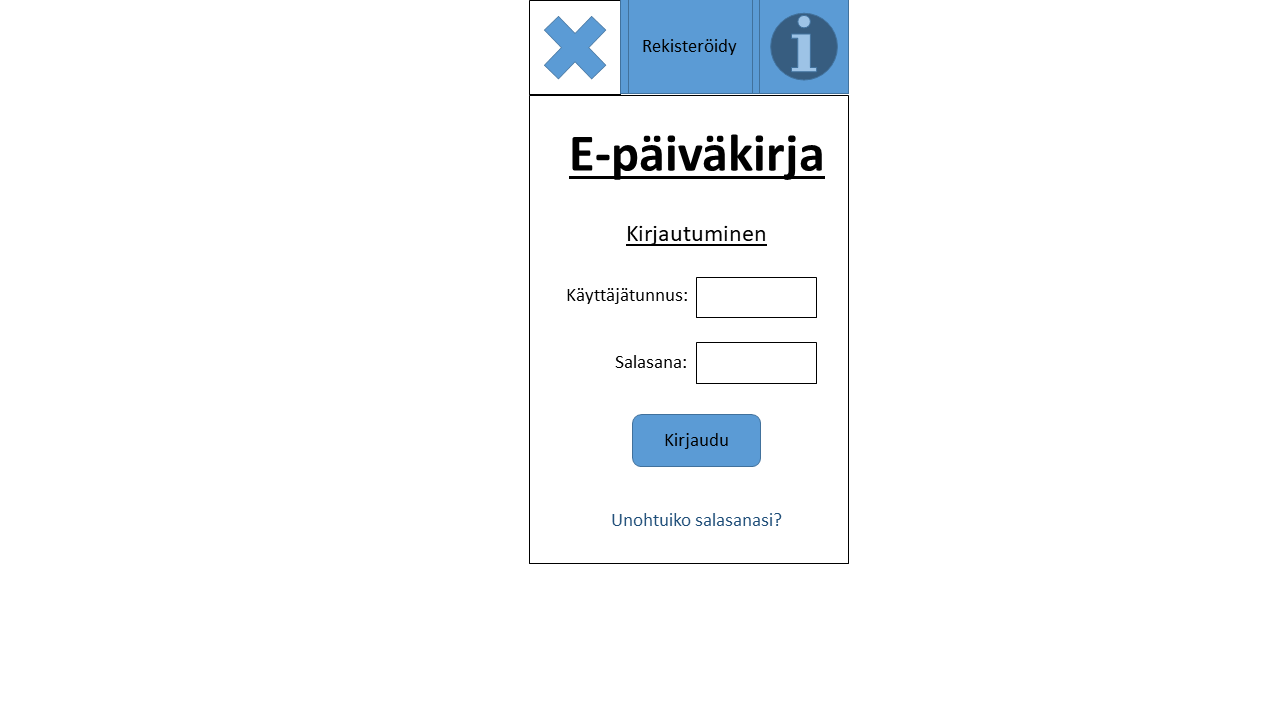 Rekisteröidy
E-päiväkirja
Kirjautuminen
Käyttäjätunnus:
Salasana:
Kirjaudu
Unohtuiko salasanasi?